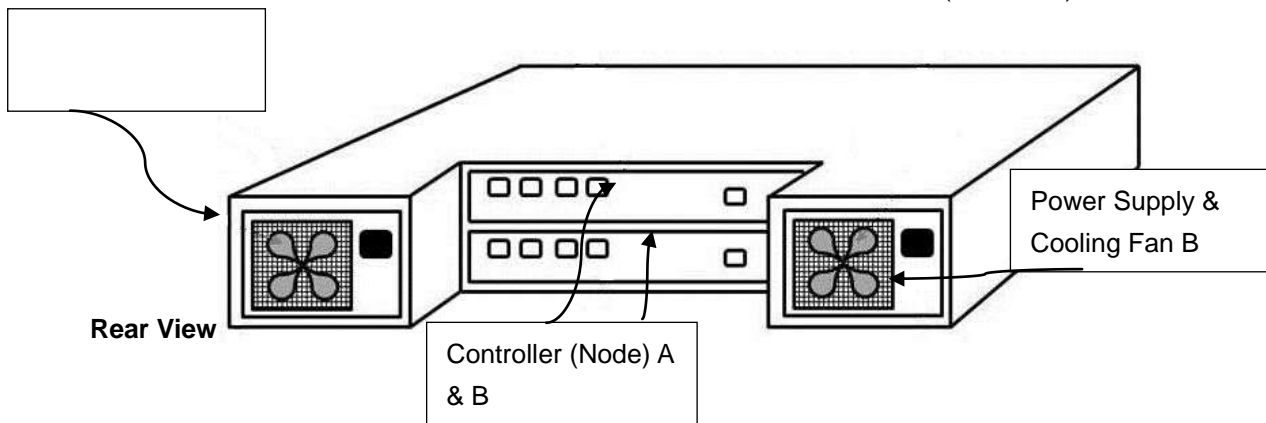 Power Supply &
Cooling Fan B
Rear View
Controller (Node) A
& B